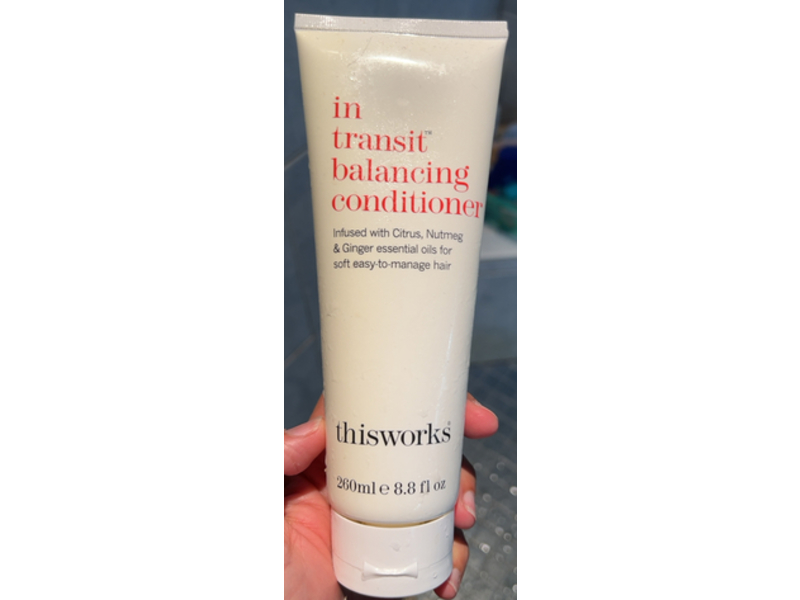 in
transit™
balancing
conditioner
Infused with Citrus, Nutmeg
& Ginger essential oils for
soft easy-to-manage hair
thisworks®
260ml ℮ 8.8 fl oz